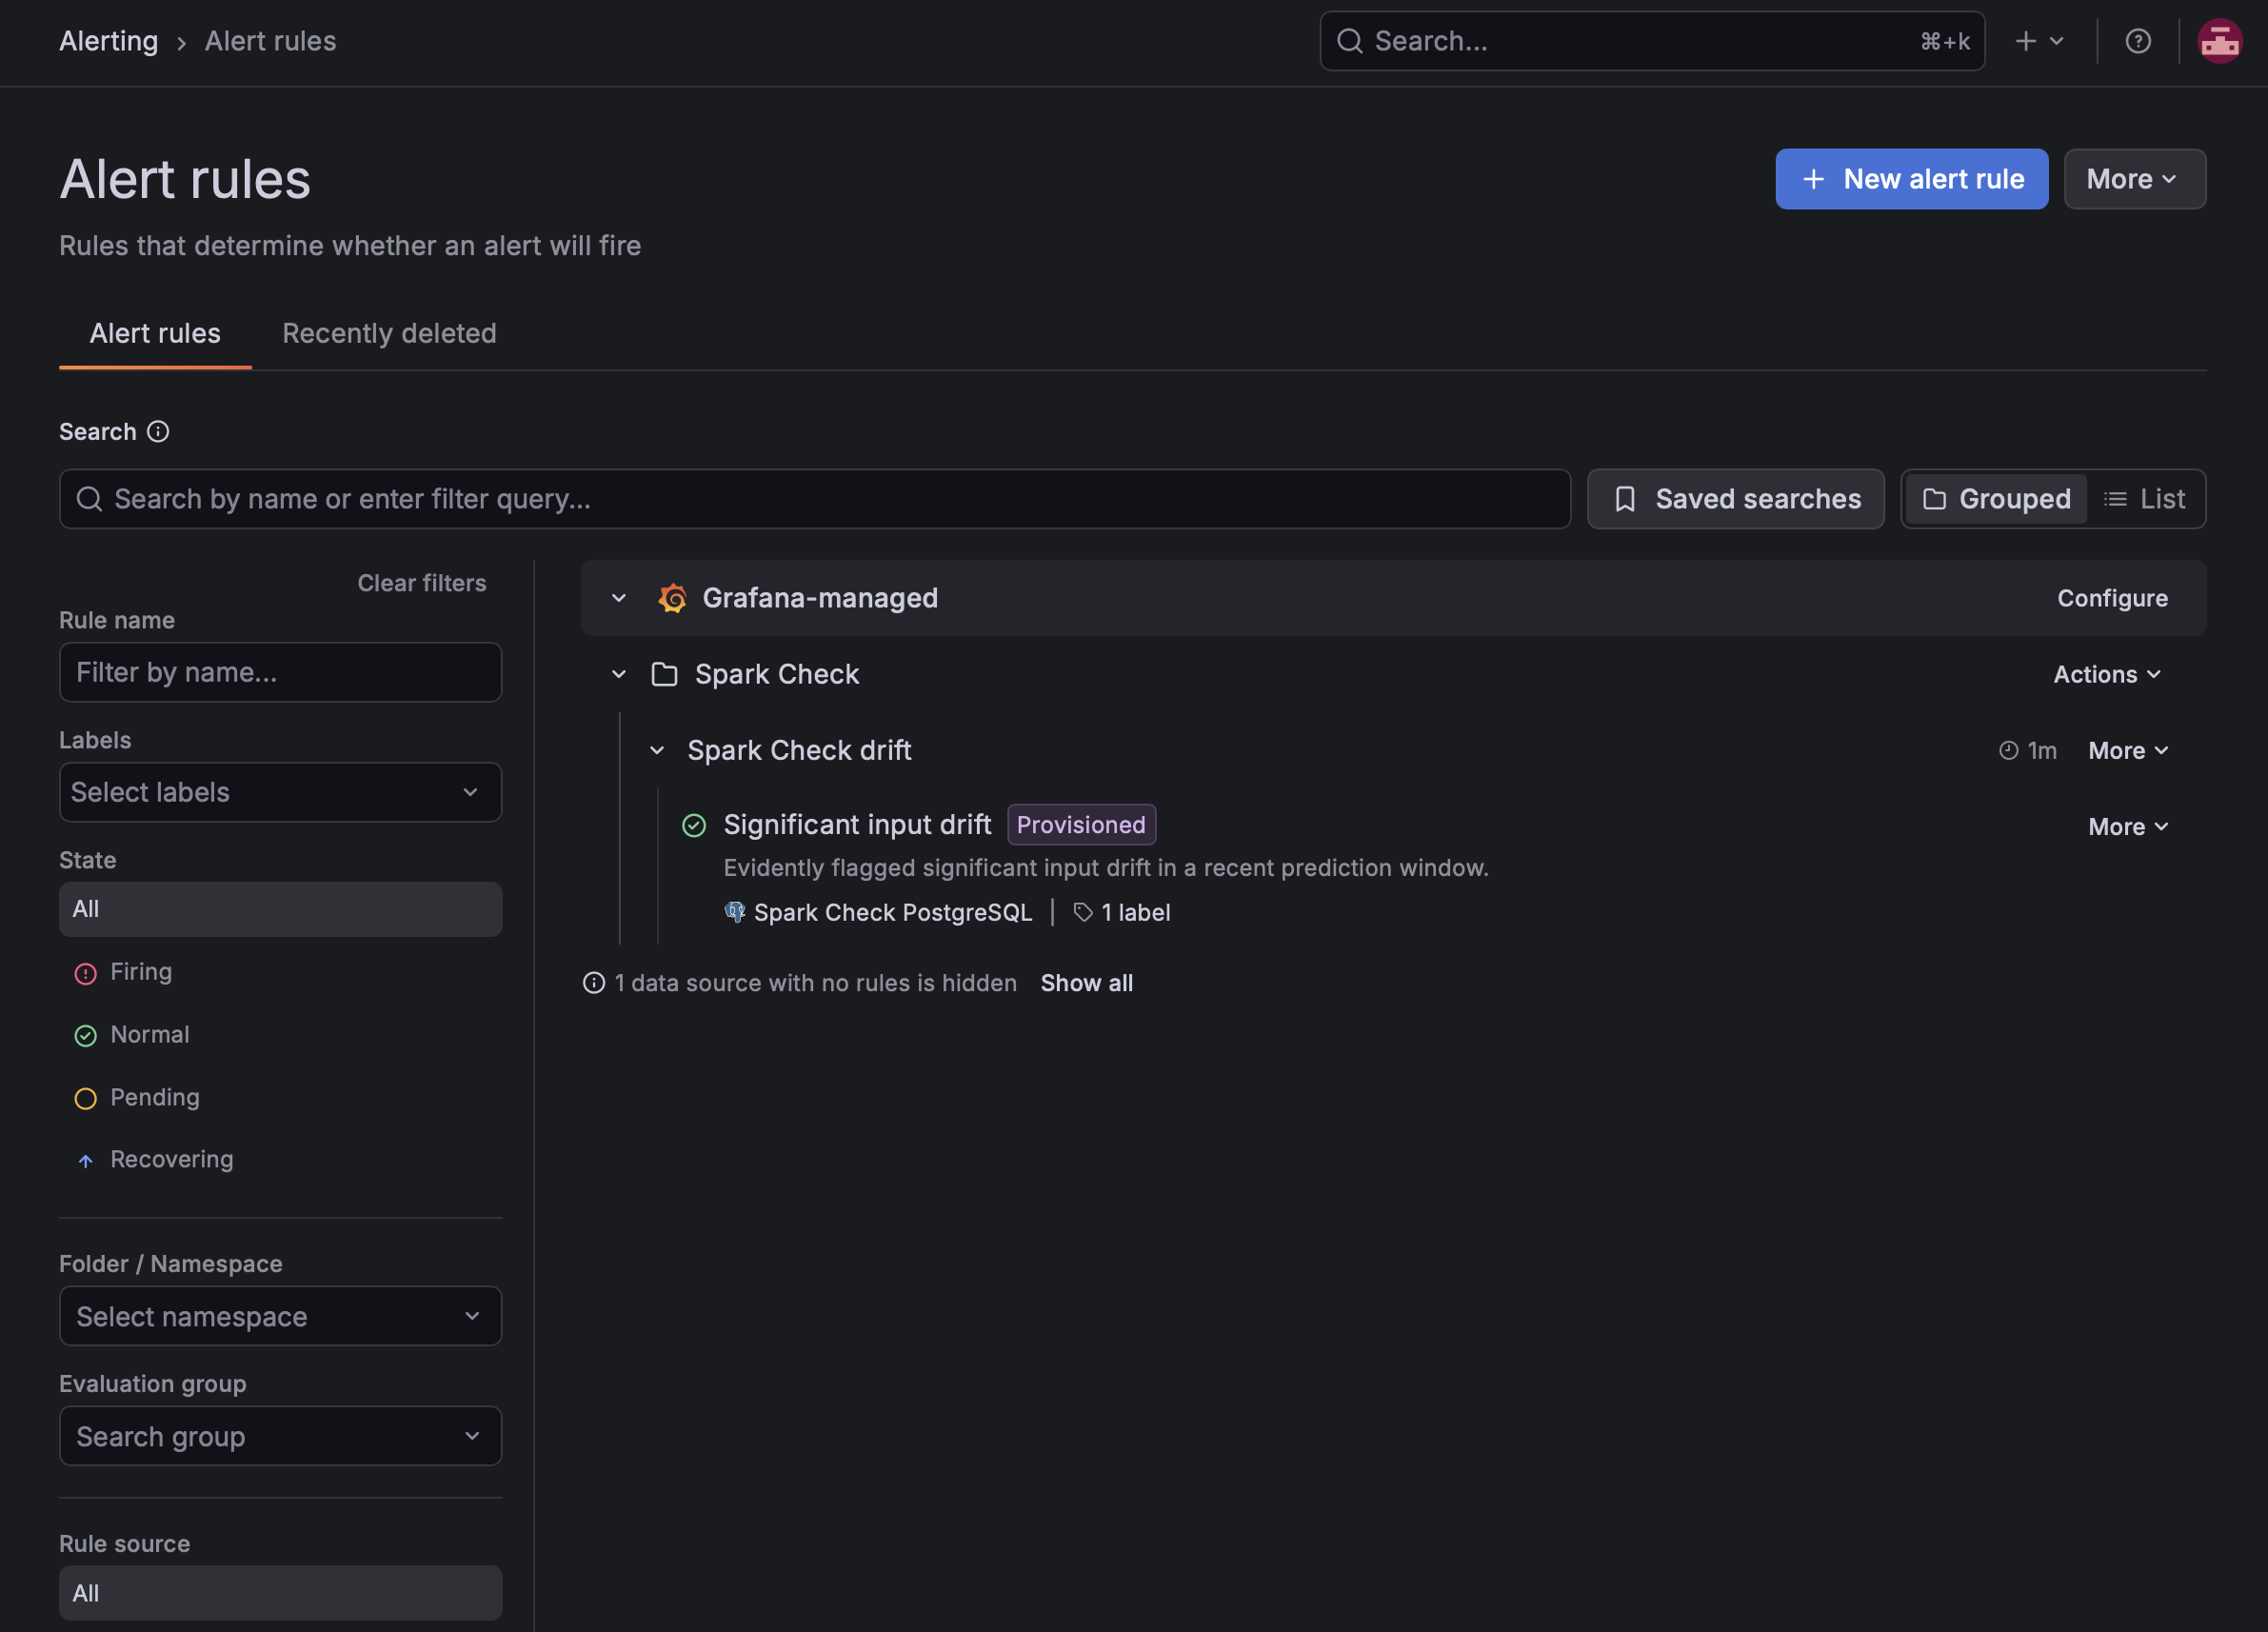 Alerting › Alert rules
Search... ⌘+k
Alert rules
New alert rule
More
Rules that determine whether an alert will fire
Alert rules
Recently deleted
Search
Search by name or enter filter query...
Saved searches
Grouped
List
Clear filters
Rule name
Filter by name...
Labels
Select labels
State
All
Firing
Normal
Pending
Recovering
Folder / Namespace
Select namespace
Evaluation group
Search group
Rule source
All
Grafana-managed
Configure
Spark Check
Actions
Spark Check drift
1m
More
Significant input drift
Provisioned
More
Evidently flagged significant input drift in a recent prediction window.
Spark Check PostgreSQL | 1 label
1 data source with no rules is hidden
Show all